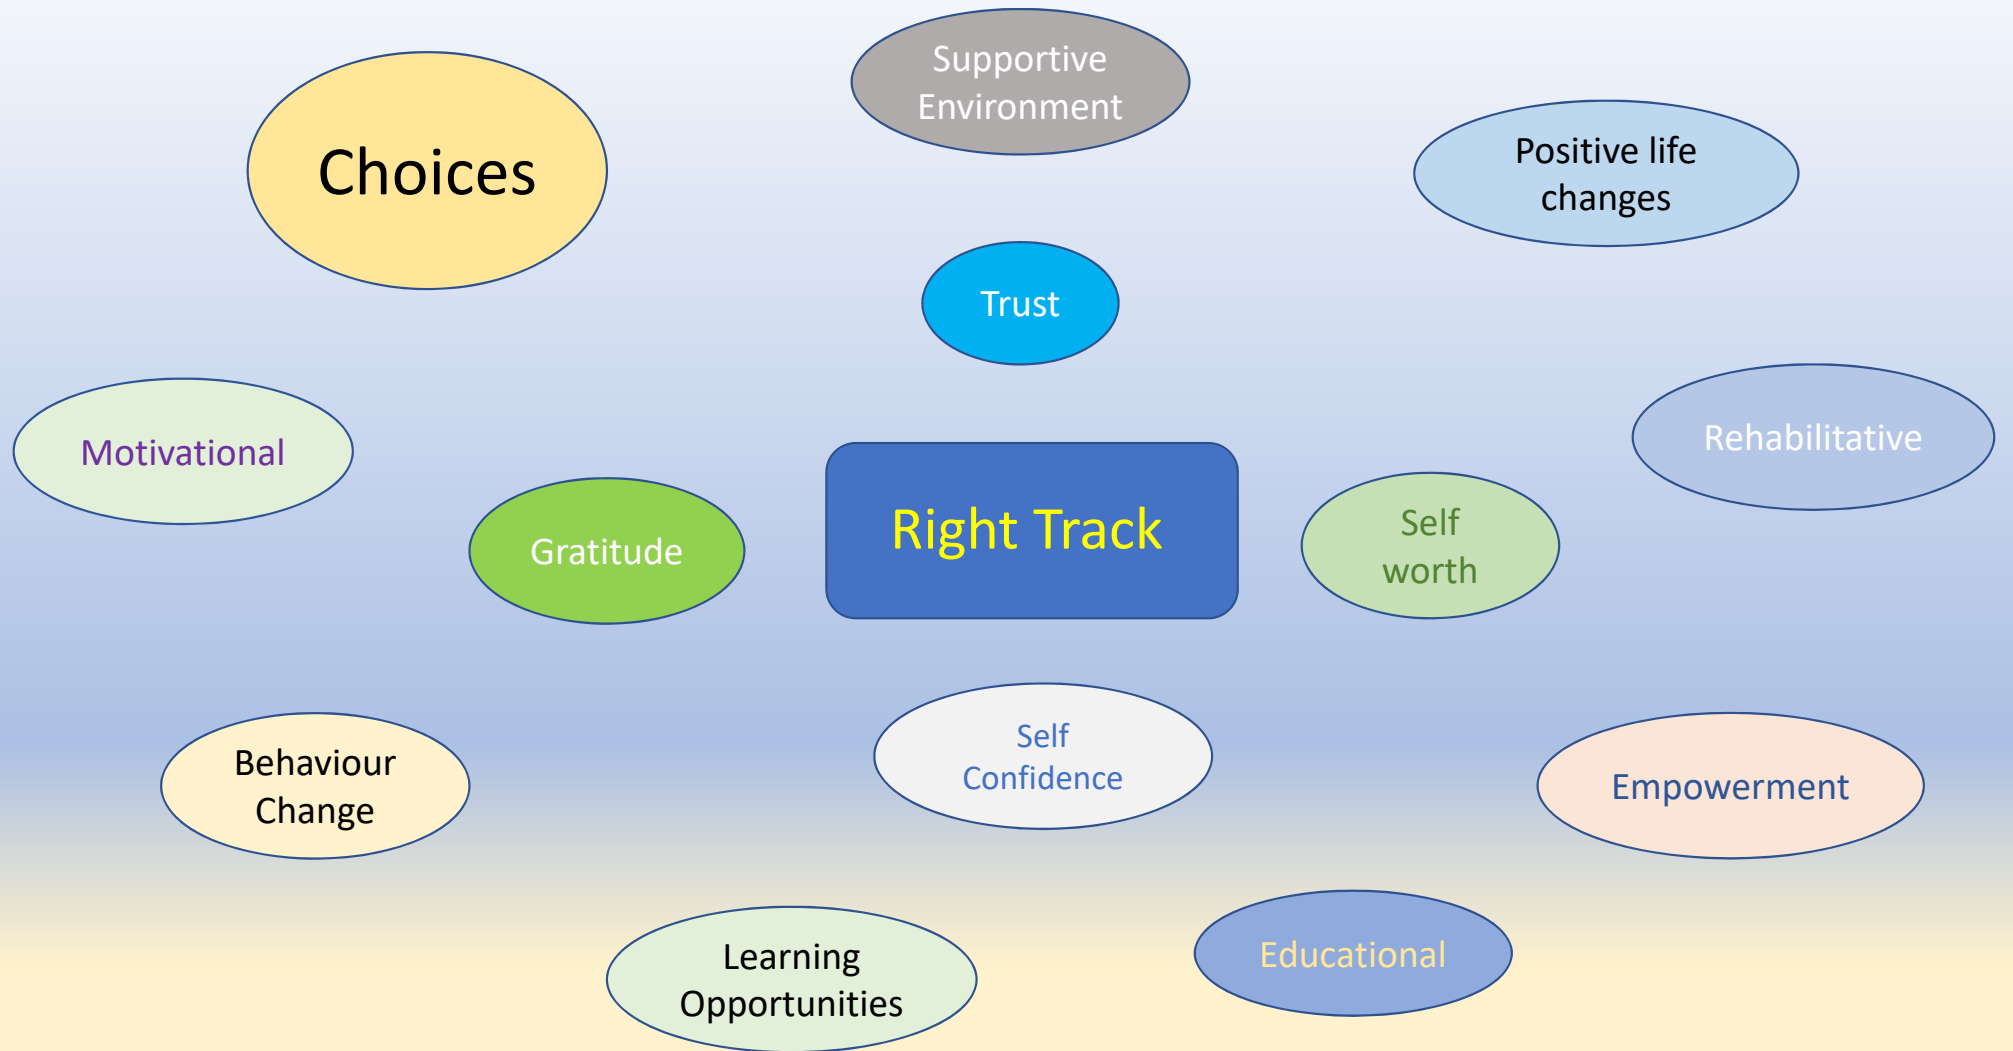 Supportive
Environment
Choices
Positive life
changes
Trust
Motivational
Rehabilitative
Gratitude
Right Track
Self
worth
Self
Confidence
Behaviour
Change
Empowerment
Learning
Opportunities
Educational